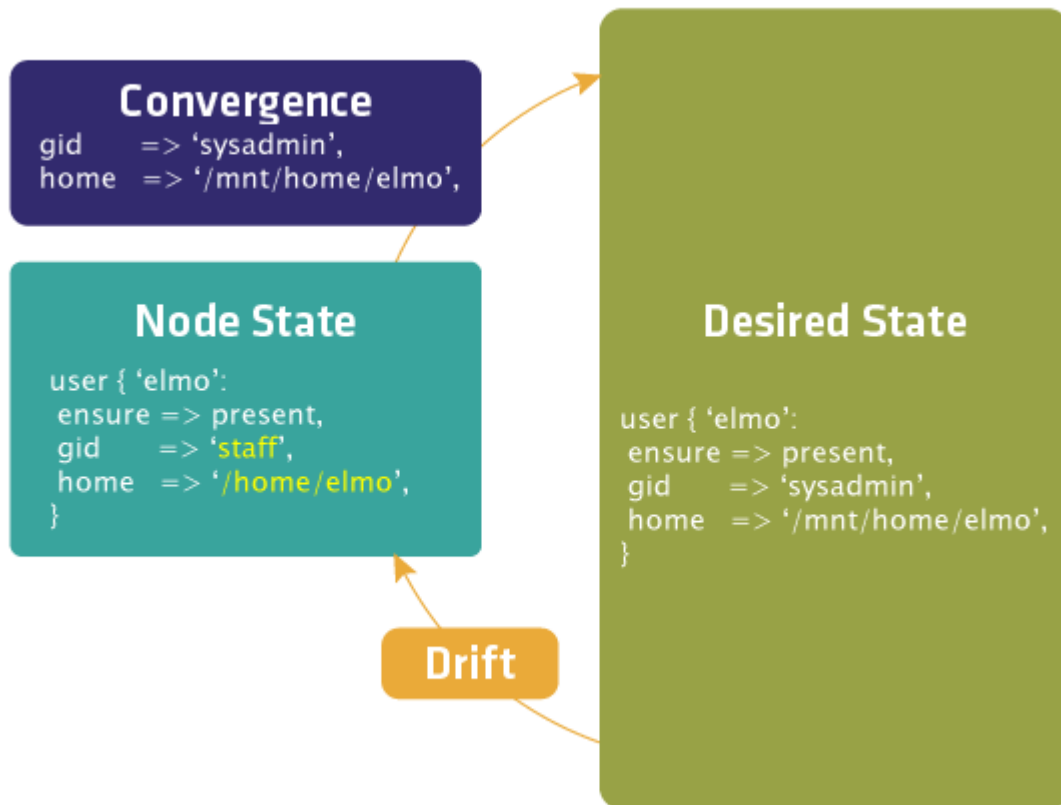 Convergence
gid => ‘sysadmin’,
home => ‘/mnt/home/elmo’,
Node State
user { ‘elmo’:
ensure => present,
gid => ‘staff’,
home => ‘/home/elmo’,
}
Drift
Desired State
user { ‘elmo’:
ensure => present,
gid => ‘sysadmin’,
home => ‘/mnt/home/elmo’,
}